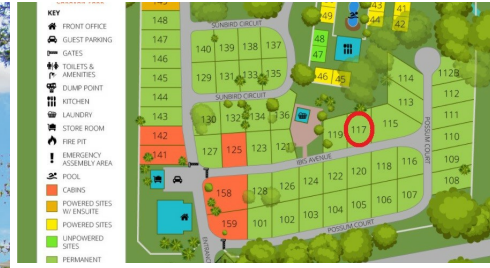 KEY
FRONT OFFICE
GUEST PARKING
GATES
TOILETS &
AMENITIES
DUMP POINT
KITCHEN
LAUNDRY
STORE ROOM
FIRE PIT
EMERGENCY
ASSEMBLY AREA
POOL
CABINS
POWERED SITES
W/ ENSUITE
POWERED SITES
UNPOWERED
SITES
PERMANENT
148
147
146
145
144
143
142
141
SUNBIRD CIRCUIT
140 139 138 137
129 131 133 135
SUNBIRD CIRCUIT
130 132 134 136
127 125 123 121
49
48
47
46 45
44
43
41
42
119 117 115
114
113
112B
112
111
110
109
108
BBS AVENUE
POSSUM COURT
158 128 126 124 122 120 118 116
159 101 102 103 104 105 106 107
POSSUM COURT
ENTRANCE